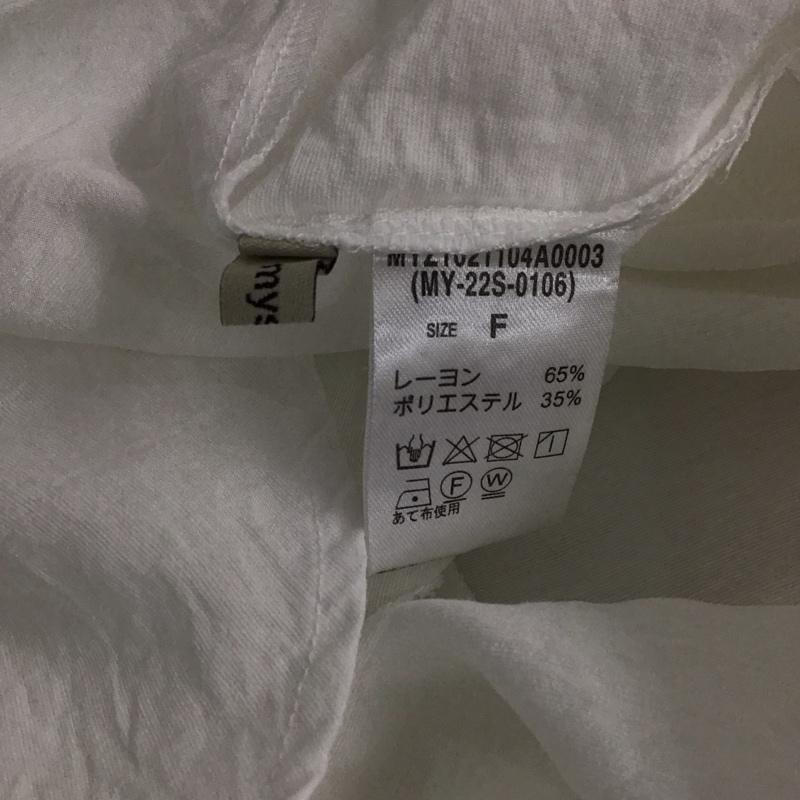 (MY-22S-0106)
SIZE F
レーヨン 65%
ポリエステル 35%
F W
あて布使用
mys